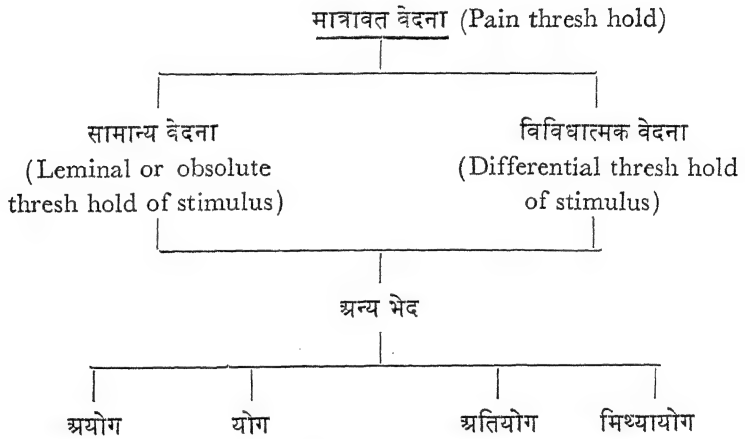 मात्रावत वेदना (Pain thresh hold)
सामान्य वेदना
(Leminal or obsolute
thresh hold of stimulus)
विविधात्मक वेदना
(Differential thresh hold
of stimulus)
अन्य भेद
अयोग योग अतियोग मिथ्यायोग